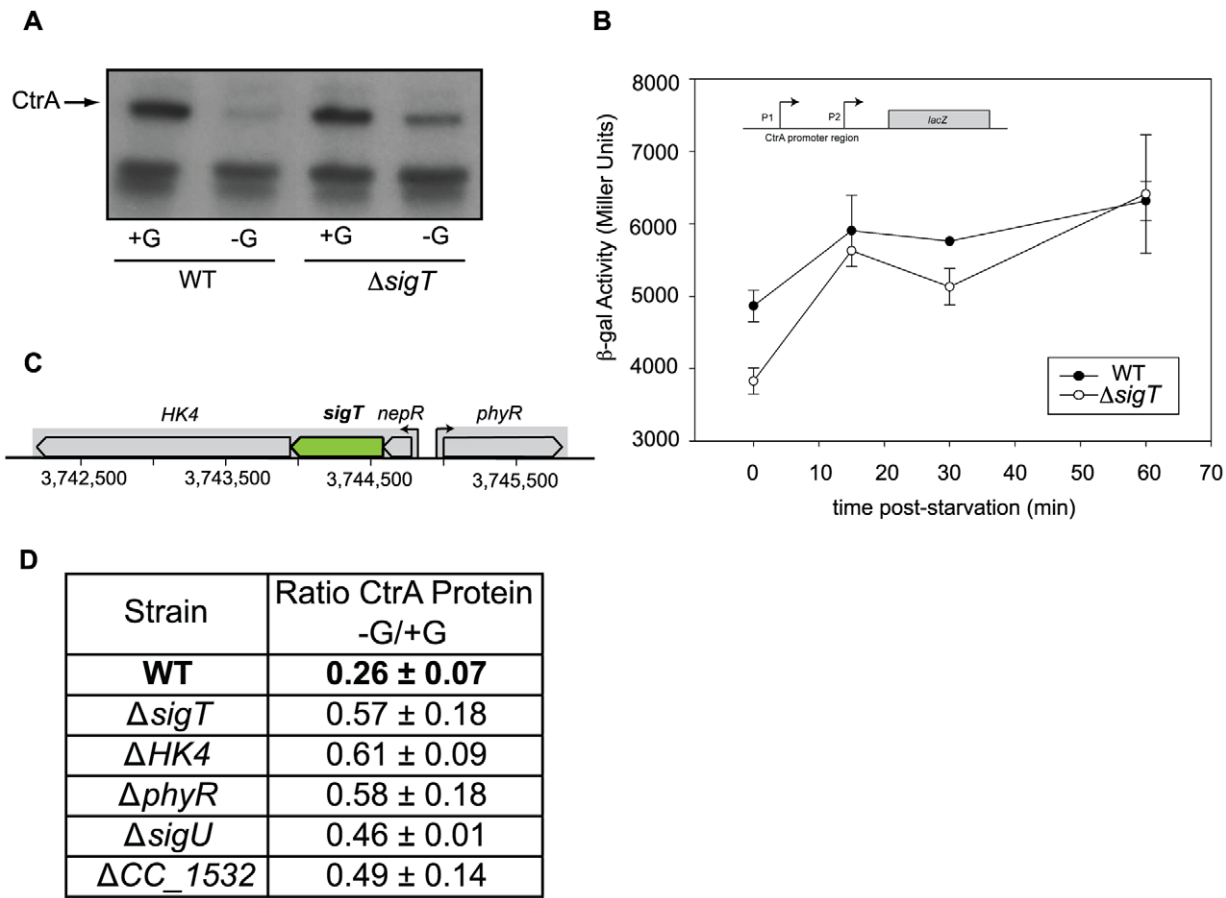 A
CtrA
+G -G +G -G
WT ΔsigT
B
8000
7000
6000
5000
4000
3000
β-gal Activity (Miller Units)
P1 P2 lacZ
CtrA promoter region
WT
ΔsigT
0 10 20 30 40 50 60 70
time post-starvation (min)
C
HK4 sigT nepR phyR
3,742,500 3,743,500 3,744,500 3,745,500
D
Strain Ratio CtrA Protein
-G/+G
WT 0.26 ± 0.07
ΔsigT 0.57 ± 0.18
ΔHK4 0.61 ± 0.09
ΔphyR 0.58 ± 0.18
ΔsigU 0.46 ± 0.01
ΔCC_1532 0.49 ± 0.14